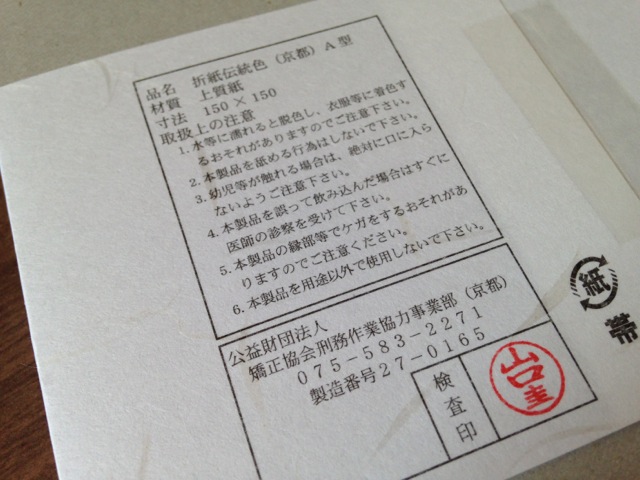 品名 折紙伝統色（京都）A型
材質 上質紙
寸法 150×150
取扱上の注意
1. 水等に濡れると脱色し、衣服等に着色す
るおそれがありますのでご注意下さい。
2. 本製品を舐める行為はしないで下さい。
3. 幼児等が触れる場合は、絶対に口に入ら
ないようご注意下さい。
4. 本製品を誤って飲み込んだ場合はすぐに
医師の診察を受けて下さい。
5. 本製品の縁部等でケガをするおそれがあ
りますのでご注意ください。
6. 本製品を用途以外で使用しないで下さい。
公益財団法人
矯正協会刑務作業協力事業部（京都）
075-583-2271
製造番号27-0165
検査印
山口圭
紙
帯